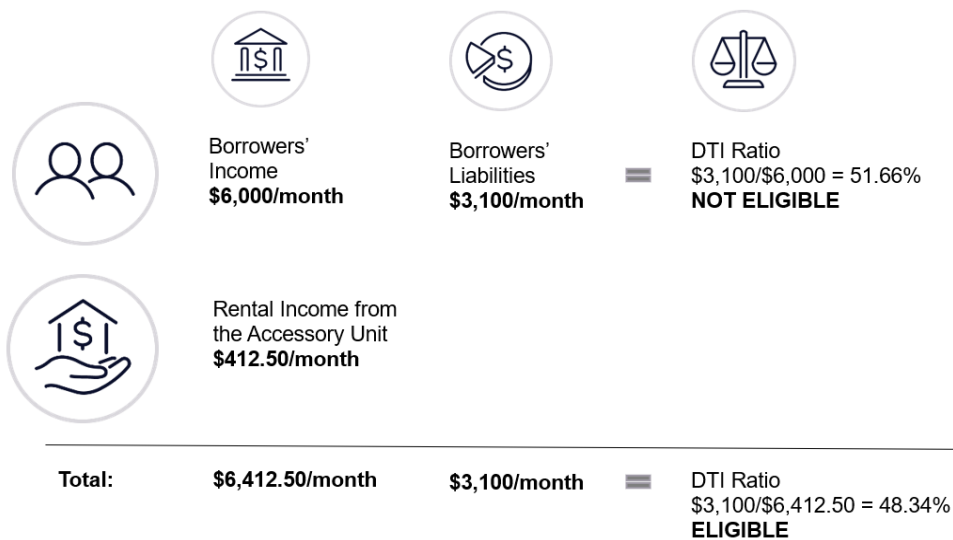 Borrowers'
Income
$6,000/month
Borrowers'
Liabilities
$3,100/month
DTI Ratio
$3,100/$6,000 = 51.66%
NOT ELIGIBLE
Rental Income from
the Accessory Unit
$412.50/month
Total:
$6,412.50/month
$3,100/month
DTI Ratio
$3,100/$6,412.50 = 48.34%
ELIGIBLE